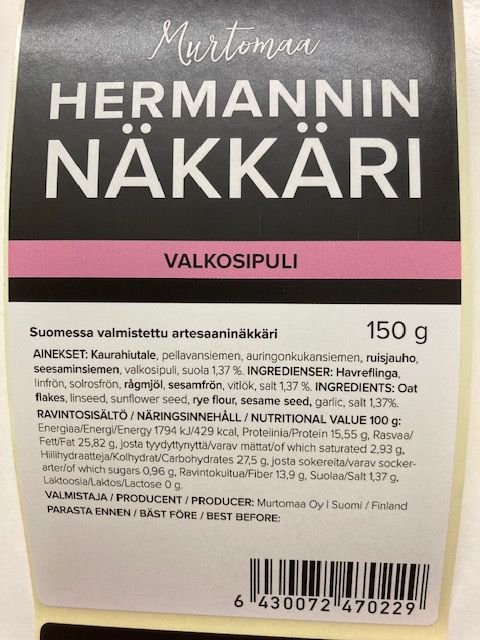 Murtomaa
HERMANNIN
NÄKKÄRI
VALKOSIPULI
Suomessa valmistettu artesaaninäkkäri 150 g
AINEKSET: Kaurahiutale, pellavansiemen, auringonkukansiemen, ruisjauho,
seesaminsiemen, valkosipuli, suola 1,37 %. INGREDIENSER: Havreflinga,
linfrön, solrosfrön, rågmjöl, sesamfrön, vitlök, salt 1,37 %. INGREDIENTS: Oat
flakes, linseed, sunflower seed, rye flour, sesame seed, garlic, salt 1,37%.
RAVINTOSISÄLTÖ / NÄRINGSINNEHÅLL / NUTRITIONAL VALUE 100 g:
Energiaa/Energi/Energy 1794 kJ/429 kcal, Proteiinia/Protein 15,55 g, Rasvaa/
Fett/Fat 25,82 g, josta tyydyttynyttä/varav mättat/of which saturated 2,93 g,
Hiilihydraatteja/Kolhydrat/Carbohydrates 27,5 g, josta sokereita/varav socker-
arter/of which sugars 0,96 g, Ravintokuitua/Fiber 13,9 g, Suolaa/Salt 1,37 g,
Laktoosia/Laktos/Lactose 0 g.
VALMISTAJA / PRODUCENT / PRODUCER: Murtomaa Oy | Suomi / Finland
PARASTA ENNEN / BÄST FÖRE / BEST BEFORE:
6 430072 470229